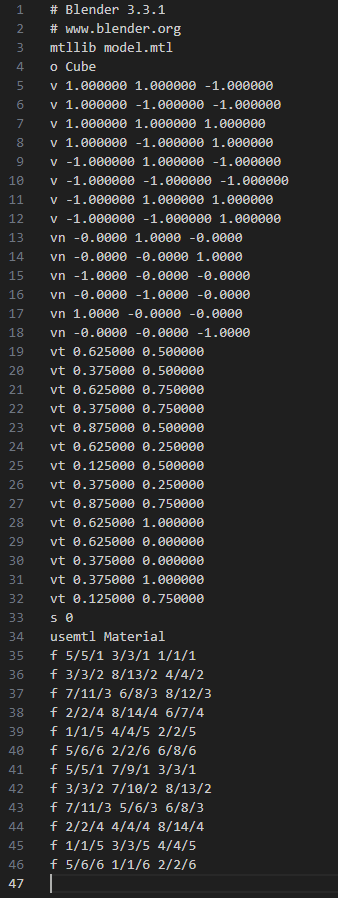 1 # Blender 3.3.1
2 # www.blender.org
3 mtllib model.mtl
4 o Cube
5 v 1.000000 1.000000 -1.000000
6 v 1.000000 -1.000000 -1.000000
7 v 1.000000 1.000000 1.000000
8 v 1.000000 -1.000000 1.000000
9 v -1.000000 1.000000 -1.000000
10 v -1.000000 -1.000000 -1.000000
11 v -1.000000 1.000000 1.000000
12 v -1.000000 -1.000000 1.000000
13 vn -0.0000 1.0000 -0.0000
14 vn -0.0000 -0.0000 1.0000
15 vn -1.0000 -0.0000 -0.0000
16 vn -0.0000 -1.0000 -0.0000
17 vn 1.0000 -0.0000 -0.0000
18 vn -0.0000 -0.0000 -1.0000
19 vt 0.625000 0.500000
20 vt 0.375000 0.500000
21 vt 0.625000 0.750000
22 vt 0.375000 0.750000
23 vt 0.875000 0.500000
24 vt 0.625000 0.250000
25 vt 0.125000 0.500000
26 vt 0.375000 0.250000
27 vt 0.875000 0.750000
28 vt 0.625000 1.000000
29 vt 0.625000 0.000000
30 vt 0.375000 0.000000
31 vt 0.375000 1.000000
32 vt 0.125000 0.750000
33 s 0
34 usemtl Material
35 f 5/5/1 3/3/1 1/1/1
36 f 3/3/2 8/13/2 4/4/2
37 f 7/11/3 6/8/3 8/12/3
38 f 2/2/4 8/14/4 6/7/4
39 f 1/1/5 4/4/5 2/2/5
40 f 5/6/6 2/2/6 6/8/6
41 f 5/5/1 7/9/1 3/3/1
42 f 3/3/2 7/10/2 8/13/2
43 f 7/11/3 5/6/3 6/8/3
44 f 2/2/4 4/4/4 8/14/4
45 f 1/1/5 3/3/5 4/4/5
46 f 5/6/6 1/1/6 2/2/6
47